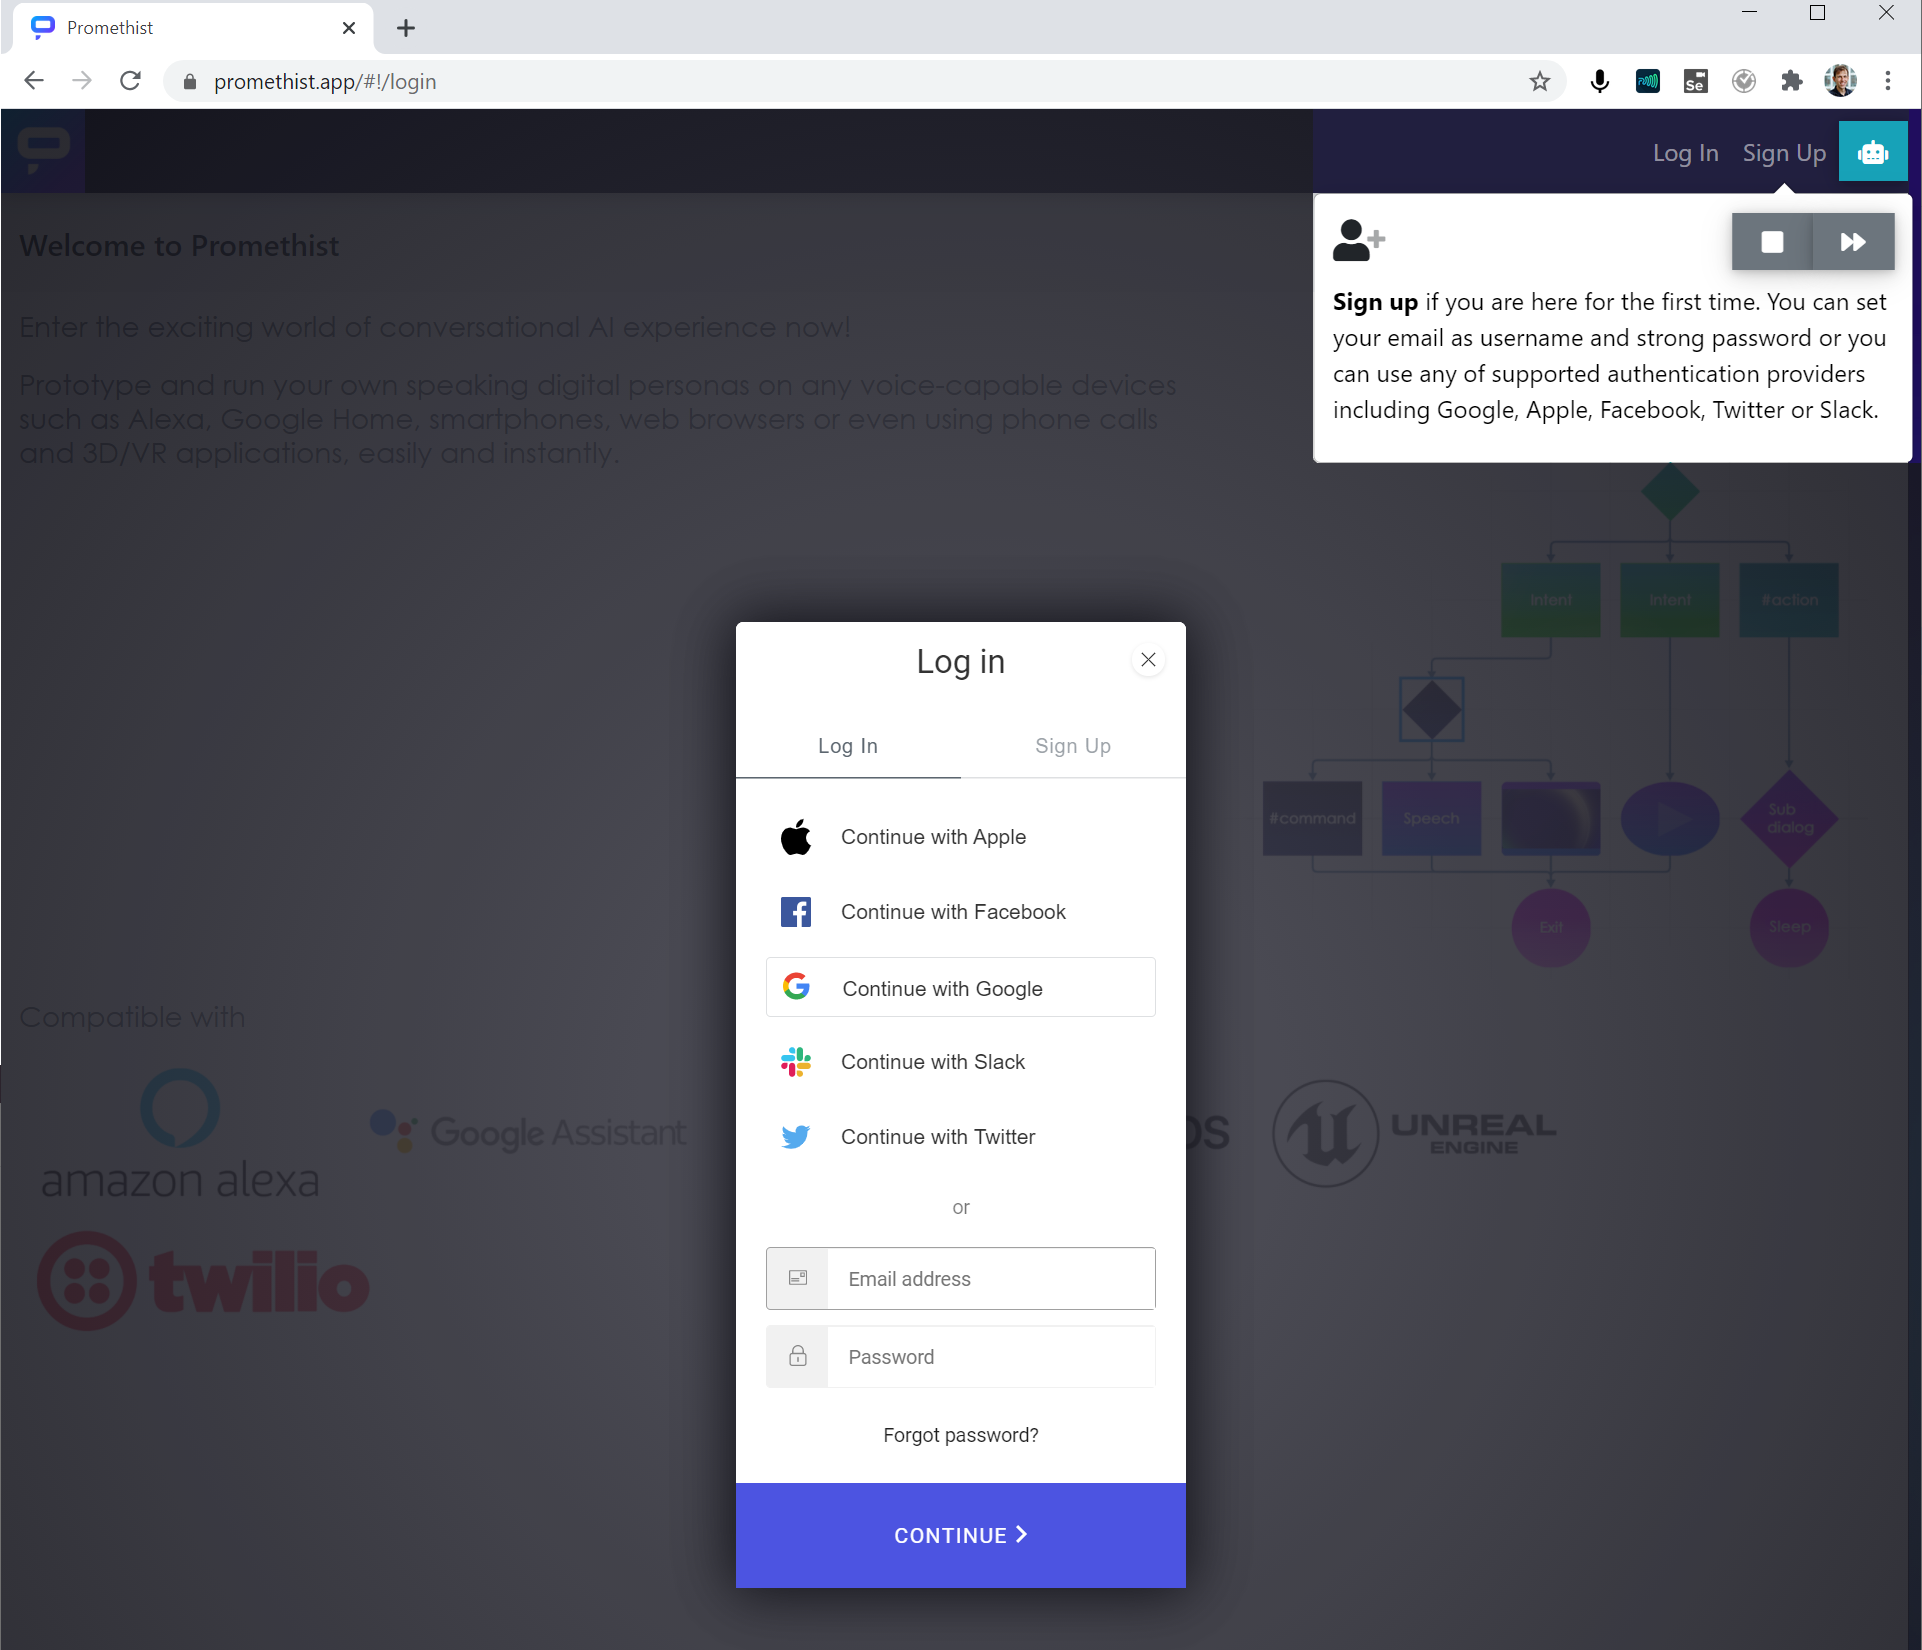 Promethist
promethist.app/#!/login
Se
Log In Sign Up
Welcome to Promethist
Enter the exciting world of conversational AI experience now!
Prototype and run your own speaking digital personas on any voice-capable devices
such as Alexa, Google Home, smartphones, web browsers or even using phone calls
and 3D/VR applications, easily and instantly.
Sign up if you are here for the first time. You can set
your email as username and strong password or you
can use any of supported authentication providers
including Google, Apple, Facebook, Twitter or Slack.
Intent
Intent
#action
#command
Speech
Sub
dialog
Exit
Sleep
Log in
Log In Sign Up
Continue with Apple
Continue with Facebook
Continue with Google
Continue with Slack
Continue with Twitter
or
Email address
Password
Forgot password?
CONTINUE
Compatible with
amazon alexa
Google Assistant
OS
UNREAL
ENGINE
twilio